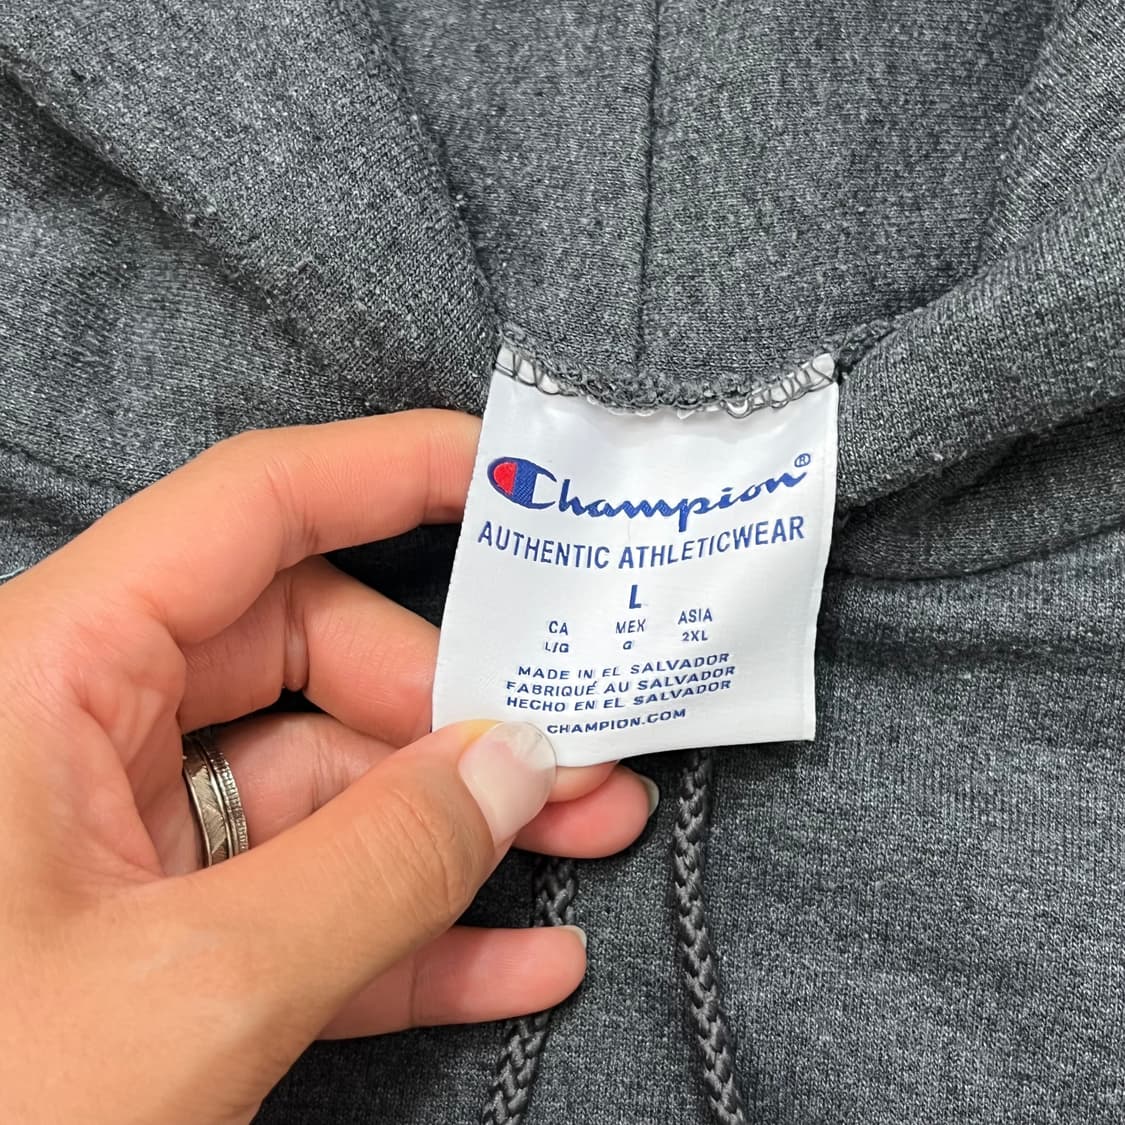 Champion®
AUTHENTIC ATHLETICWEAR
L
CA MEX ASIA
L/G G 2XL
MADE IN EL SALVADOR
FABRIQUÉ AU SALVADOR
HECHO EN EL SALVADOR
CHAMPION.COM